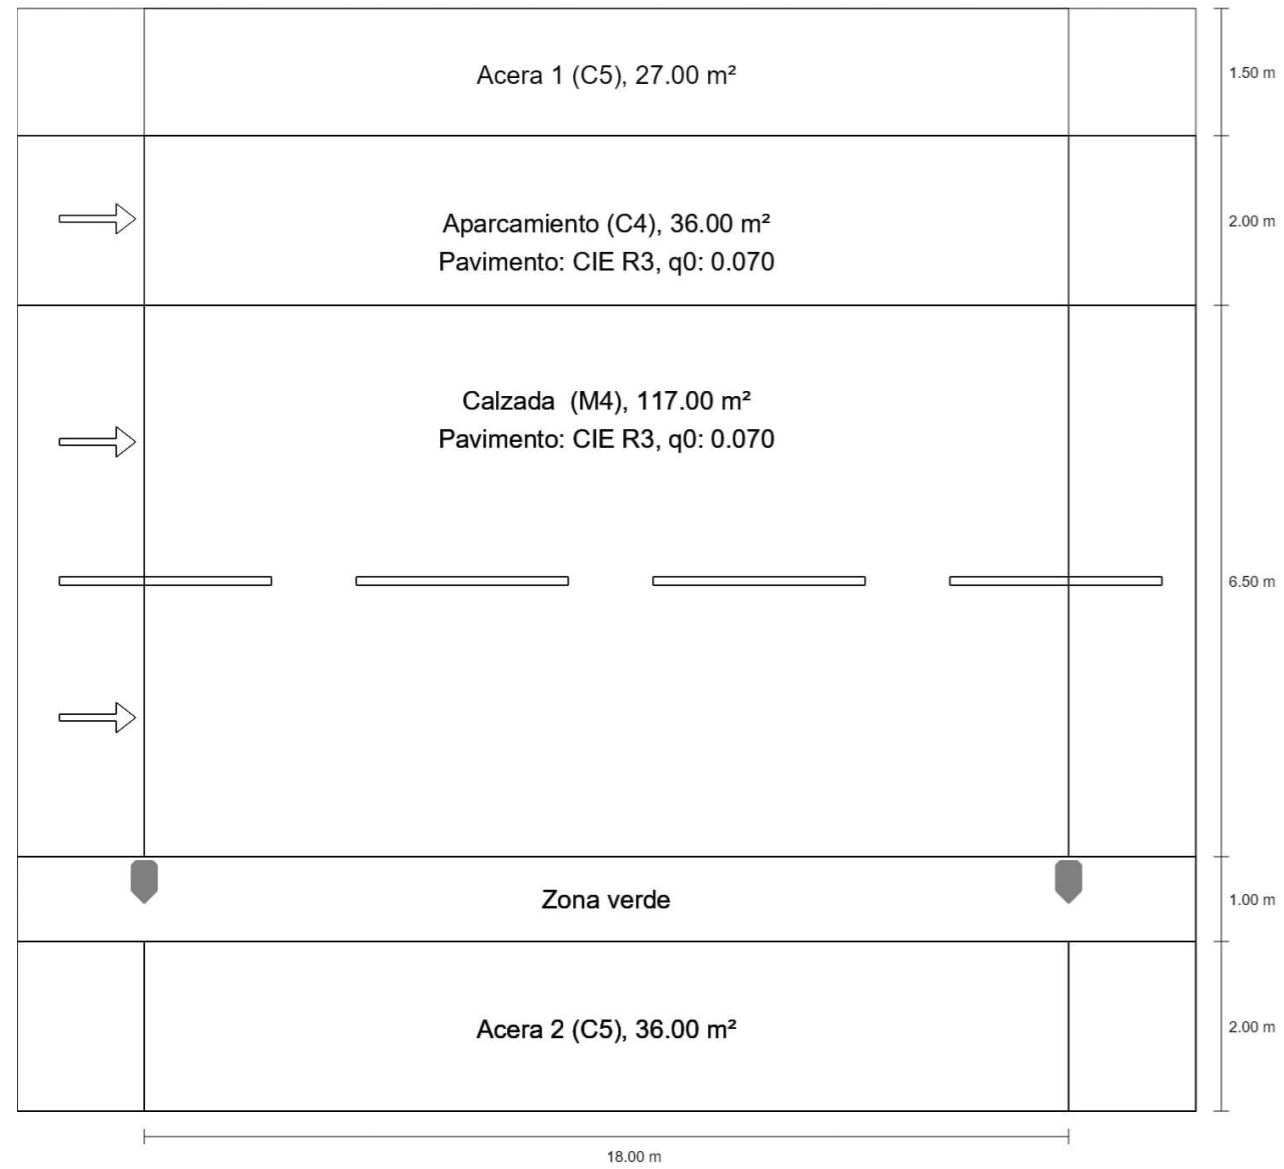 Acera 1 (C5), 27.00 m²
1.50 m
Aparcamiento (C4), 36.00 m²
Pavimento: CIE R3, q0: 0.070
2.00 m
Calzada  (M4), 117.00 m²
Pavimento: CIE R3, q0: 0.070
6.50 m
Zona verde
1.00 m
Acera 2 (C5), 36.00 m²
2.00 m
18.00 m